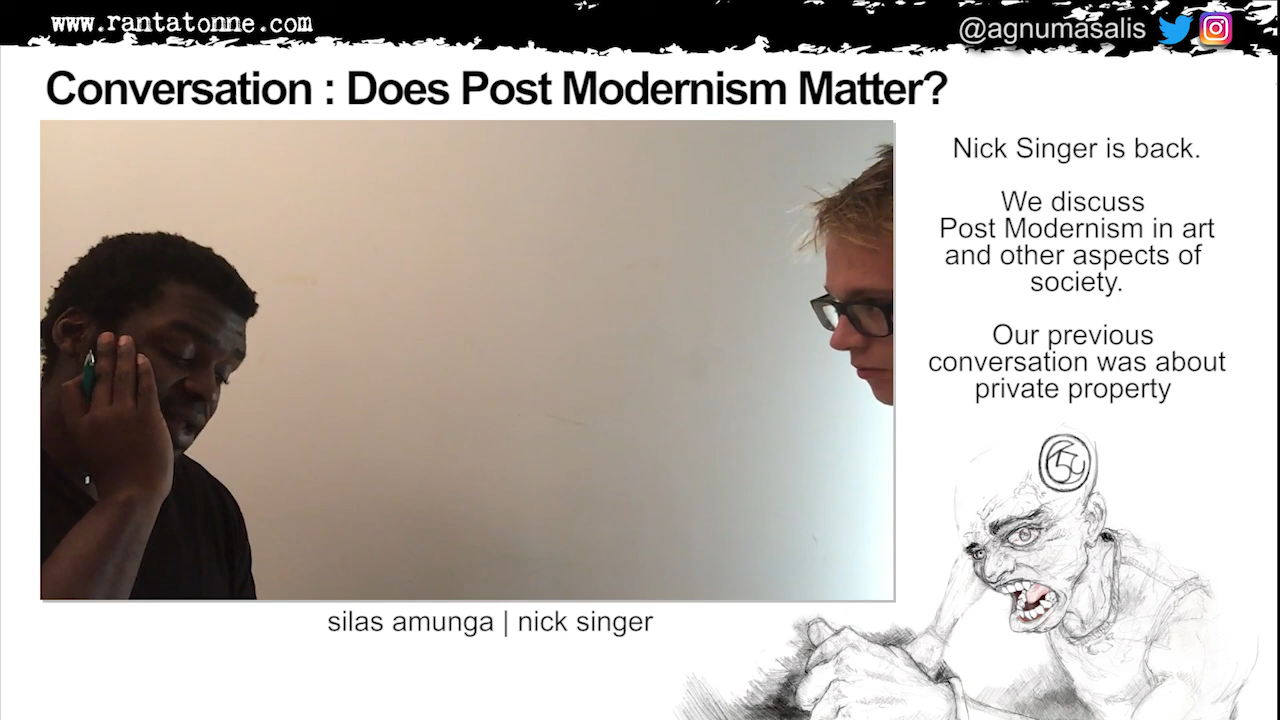 www.rantatonne.com
@agnumasalis
Conversation : Does Post Modernism Matter?
Nick Singer is back.
We discuss
Post Modernism in art
and other aspects of
society.
Our previous
conversation was about
private property
silas amunga | nick singer